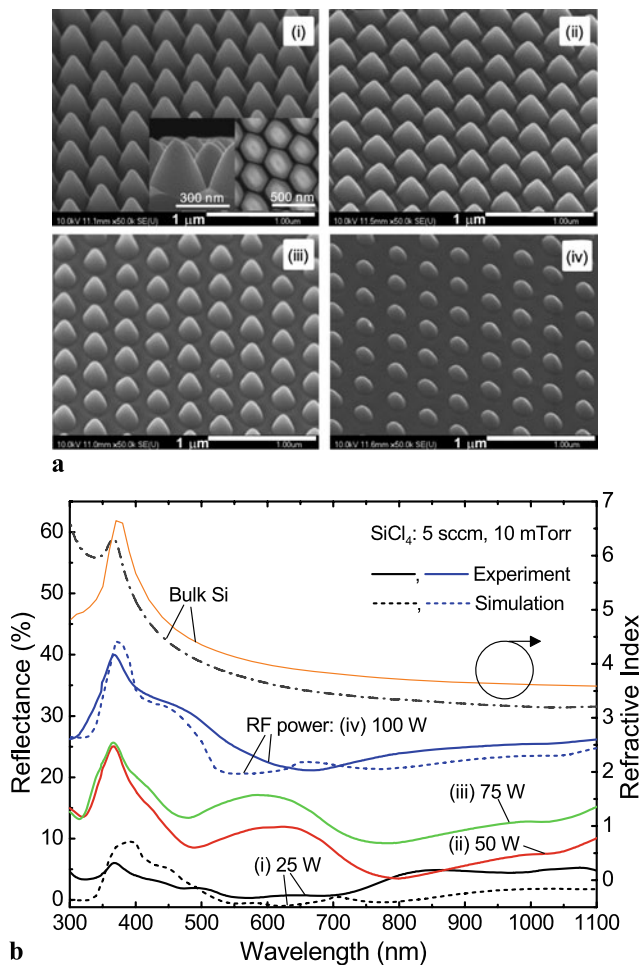 (i)
300 nm
500 nm
10.0kV 11.1mm x50.0k SE(U)
1 μm
1.00um
(ii)
10.0kV 11.5mm x50.0k SE(U)
1 μm
1.00um
(iii)
10.0kV 11.0mm x50.0k SE(U)
1 μm
1.00um
(iv)
10.0kV 11.6mm x50.0k SE(U)
1 μm
1.00um
a
60
50
40
30
20
10
0
Reflectance (%)
7
6
5
4
3
2
1
0
Refractive Index
SiCl₄: 5 sccm, 10 mTorr
, Experiment
, Simulation
Bulk Si
RF power: (iv) 100 W
(iii) 75 W
(ii) 50 W
(i) 25 W
300 400 500 600 700 800 900 1000 1100
Wavelength (nm)
b